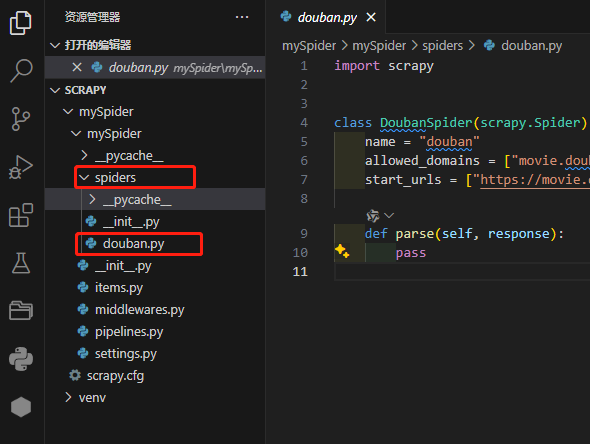 资源管理器
打开的编辑器
douban.py mySpider\mySp...
SCRAPY
mySpider
mySpider
__pycache__
spiders
__pycache__
__init__.py
douban.py
__init__.py
items.py
middlewares.py
pipelines.py
settings.py
scrapy.cfg
venv
douban.py
mySpider > mySpider > spiders > douban.py
1 import scrapy
2
3
4 class DoubanSpider(scrapy.Spider)
5 name = "douban"
6 allowed_domains = ["movie.doub
7 start_urls = ["https://movie.d
8
9 def parse(self, response):
10 pass
11